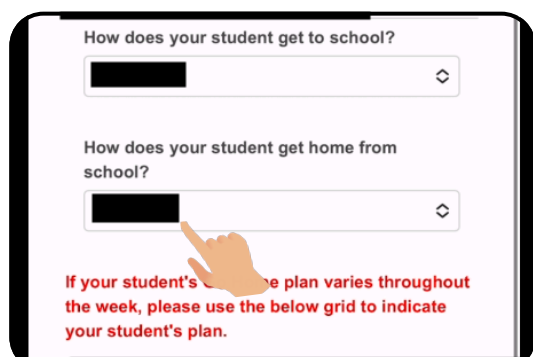 How does your student get to school?
How does your student get home from
school?
If your student's plan varies throughout
the week, please use the below grid to indicate
your student's plan.